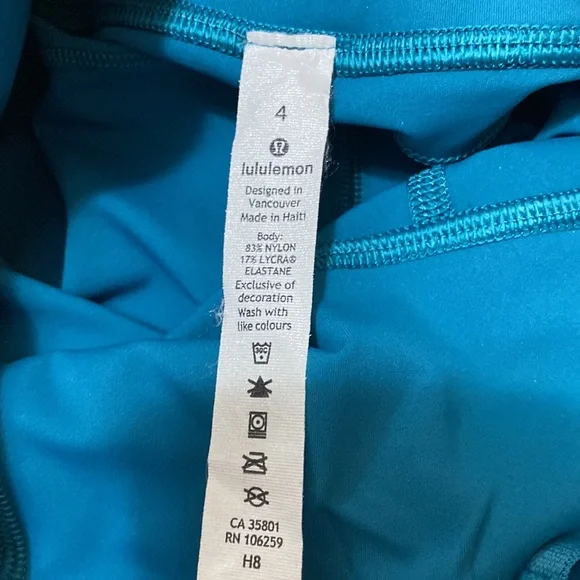 4
lululemon
Designed in
Vancouver
Made in Haiti
Body:
83% NYLON
17% LYCRA®
ELASTANE
Exclusive of
decoration
Wash with
like colours
30C
CA 35801
RN 106259
H8